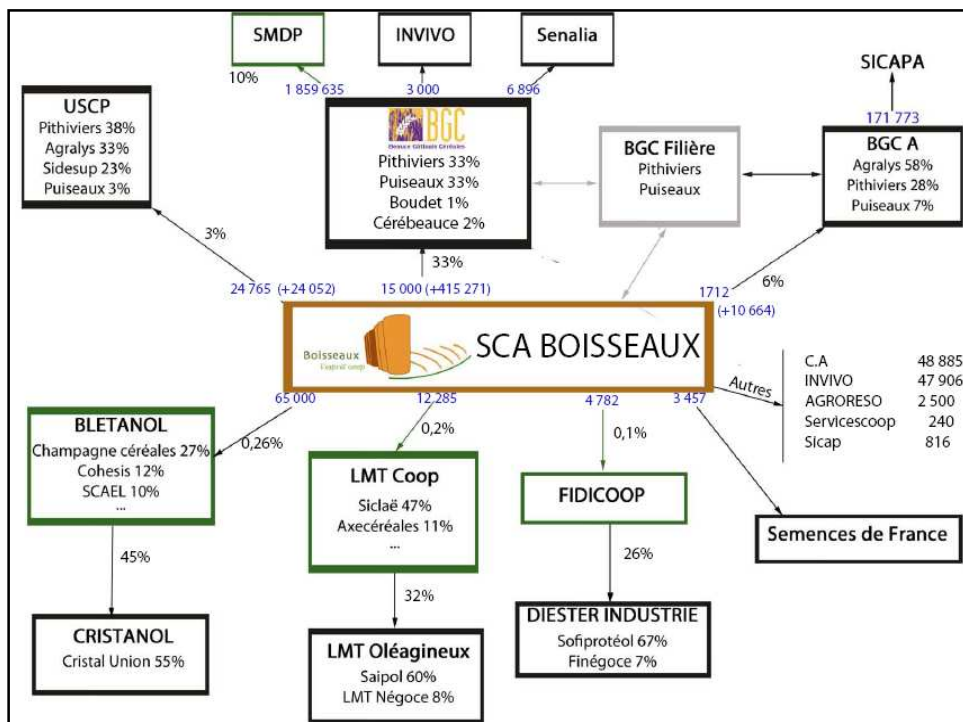 SMDP
INVIVO
Senalia
SICAPA
10%
1 859 635
3 000
6 896
171 773
USCP
Pithiviers 38%
Agralys 33%
Sidesup 23%
Puiseaux 3%
BGC
Beauce Gâtinais Céréales
Pithiviers 33%
Puiseaux 33%
Boudet 1%
Cérébeauce 2%
BGC Filière
Pithiviers
Puiseaux
BGC A
Agralys 58%
Pithiviers 28%
Puiseaux 7%
3%
33%
6%
24 765 (+24 052)
15 000 (+415 271)
1712
(+10 664)
Boisseaux
l'esprit coop
SCA BOISSEAUX
Autres
C.A 48 885
INVIVO 47 906
AGRORESO 2 500
Servicescoop 240
Sicap 816
65 000
12 285
4 782
3 457
0,26%
0,2%
0,1%
BLETANOL
Champagne céréales 27%
Cohesis 12%
SCAEL 10%
...
LMT Coop
Siclaë 47%
Axecéréales 11%
...
FIDICOOP
Semences de France
45%
32%
26%
CRISTANOL
Cristal Union 55%
LMT Oléagineux
Saipol 60%
LMT Négoce 8%
DIESTER INDUSTRIE
Sofiprotéol 67%
Finégoce 7%